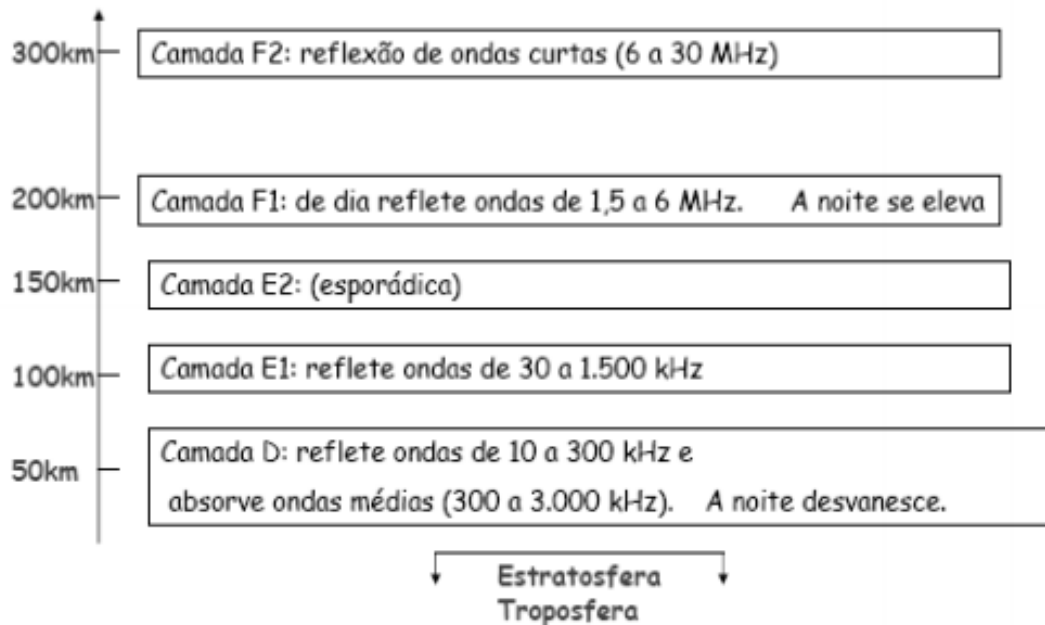 300km
Camada F2: reflexão de ondas curtas (6 a 30 MHz)
200km
Camada F1: de dia reflete ondas de 1,5 a 6 MHz. A noite se eleva
150km
Camada E2: (esporádica)
100km
Camada E1: reflete ondas de 30 a 1.500 kHz
50km
Camada D: reflete ondas de 10 a 300 kHz e
absorve ondas médias (300 a 3.000 kHz). A noite desvanesce.
Estratosfera
Troposfera